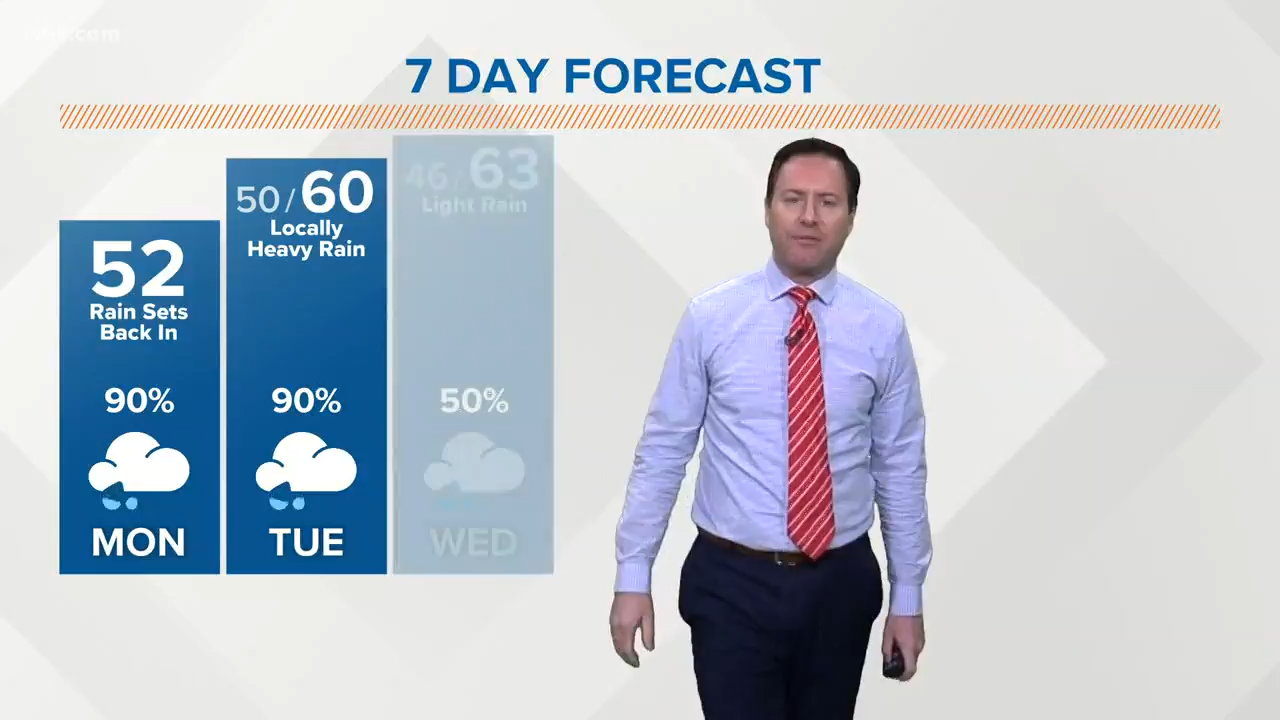 7 DAY FORECAST
52
Rain Sets
Back In
90%
MON
50/60
Locally
Heavy Rain
90%
TUE
46/63
Light Rain
50%
WED